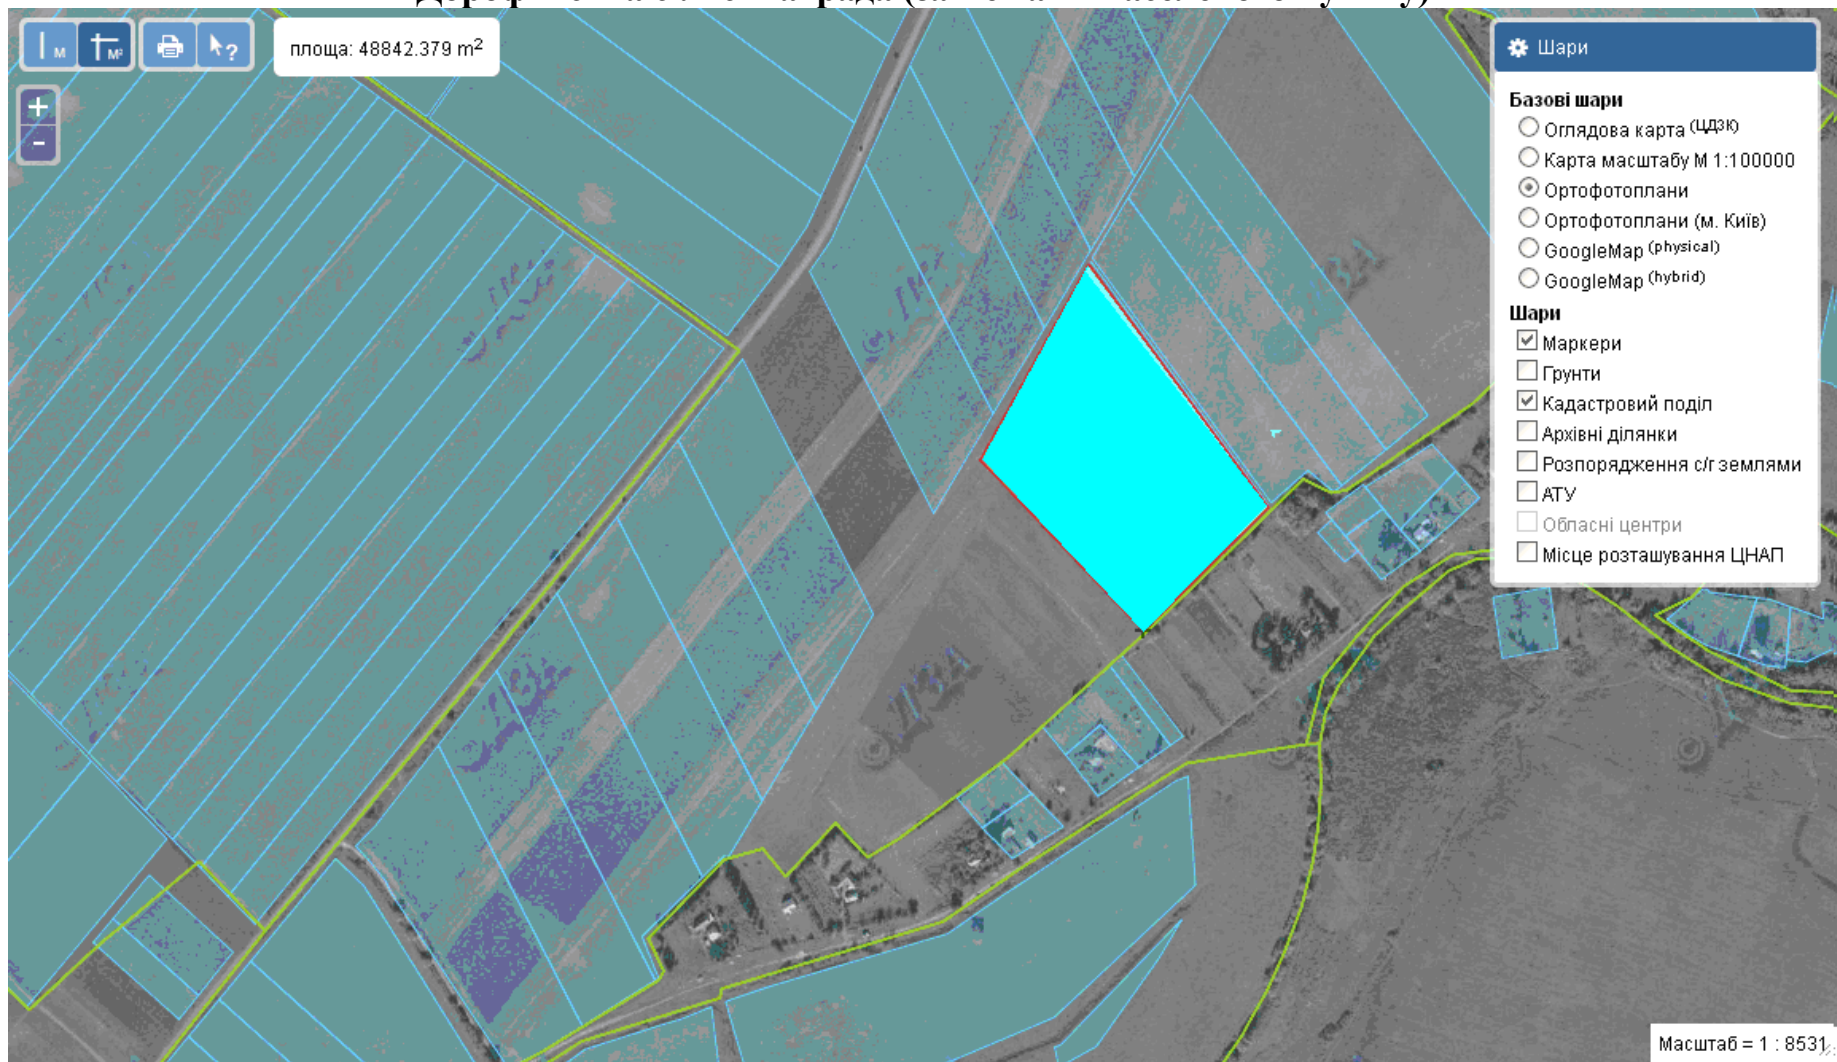 площа: 48842.379 m²
Шари
Базові шари
Оглядова карта (ЦДЗК)
Карта масштабу М 1:100000
Ортофотоплани
Ортофотоплани (м. Київ)
GoogleMap (physical)
GoogleMap (hybrid)
Шари
Маркери
Грунти
Кадастровий поділ
Архівні ділянки
Розпорядження с/г землями
АТУ
Обласні центри
Місце розташування ЦНАП
Масштаб = 1 : 8531